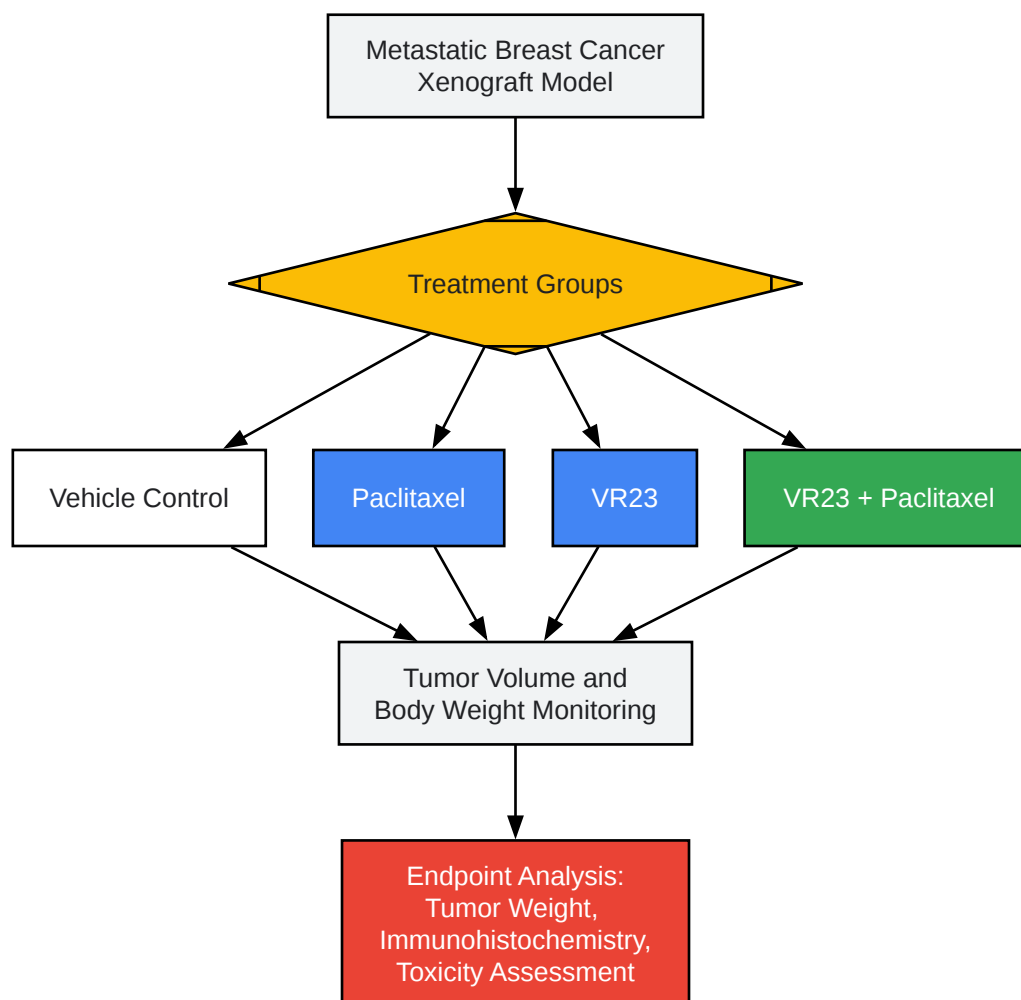 Metastatic Breast Cancer
Xenograft Model
Treatment Groups
Vehicle Control
Paclitaxel
VR23
VR23 + Paclitaxel
Tumor Volume and
Body Weight Monitoring
Endpoint Analysis:
Tumor Weight,
Immunohistochemistry,
Toxicity Assessment